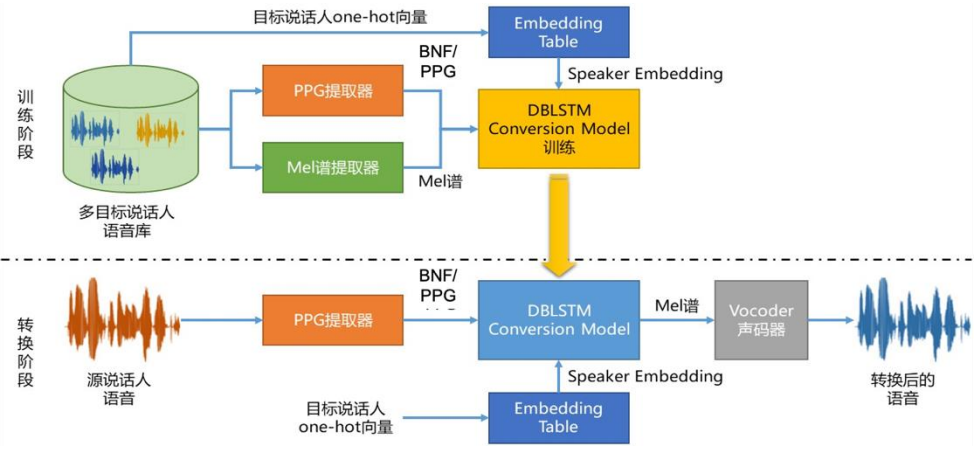 目标说话人one-hot向量
Embedding
Table
BNF/
PPG
Speaker Embedding
训
练
阶
段
PPG提取器
DBLSTM
Conversion Model
训练
Mel谱提取器
Mel谱
多目标说话人
语音库
BNF/
PPG
转
换
阶
段
PPG提取器
DBLSTM
Conversion Model
Mel谱
Vocoder
声码器
源说话人
语音
Speaker Embedding
转换后的
语音
目标说话人
one-hot向量
Embedding
Table